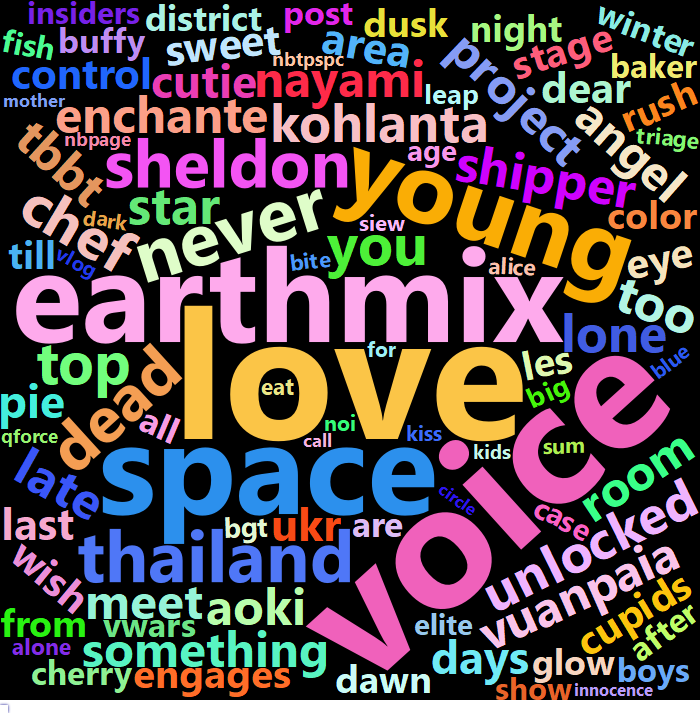 insiders
district
post
dusk
night
winter
fish
buffy
sweet
nbtpspc
area
project
stage
baker
control
cutie
nayami
leap
dear
rush
mother
enchante
kohlanta
angel
triage
tbbt
nbpage
sheldon
age
shipper
young
chef
dark
star
never
siew
you
color
till
vlog
bite
alice
eye
earthmix
too
top
love
for
lone
les
blue
pie
dead
all
eat
big
qforce
noi
call
kiss
kids
sum
voice
late
space
circle
case
room
last
bgt
ukr
are
unlocked
wish
thailand
vuanpaia
meet
aoki
cupids
from
vwars
elite
after
alone
something
days
glow
boys
cherry
engages
dawn
show
innocence